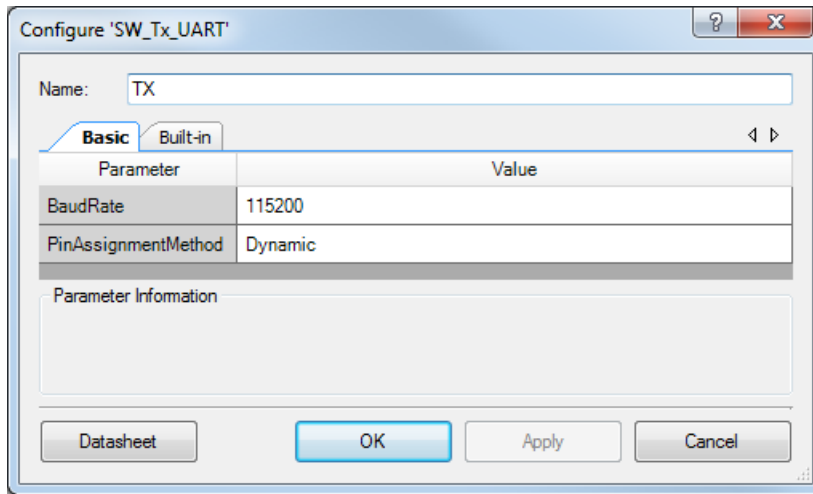 Configure 'SW_Tx_UART'
Name: TX
Basic Built-in
Parameter Value
BaudRate 115200
PinAssignmentMethod Dynamic
Parameter Information
Datasheet OK Apply Cancel